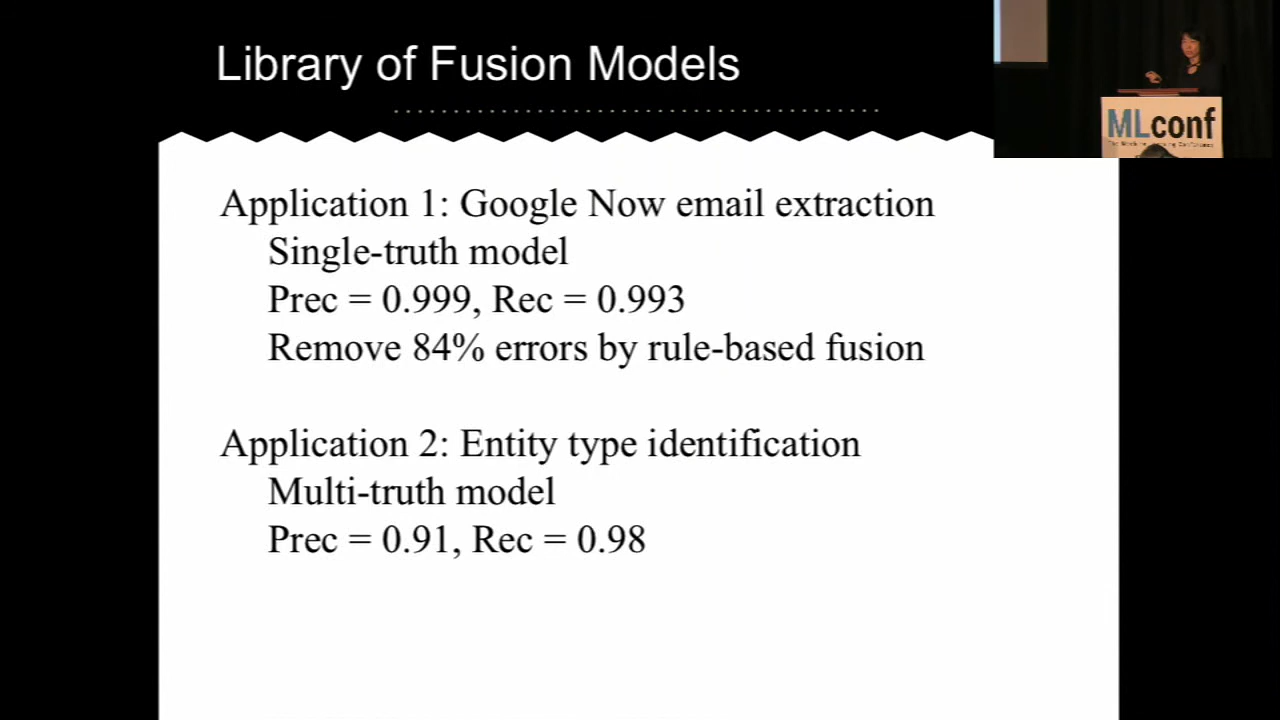 Library of Fusion Models
MLconf
Application 1: Google Now email extraction
Single-truth model
Prec = 0.999, Rec = 0.993
Remove 84% errors by rule-based fusion
Application 2: Entity type identification
Multi-truth model
Prec = 0.91, Rec = 0.98